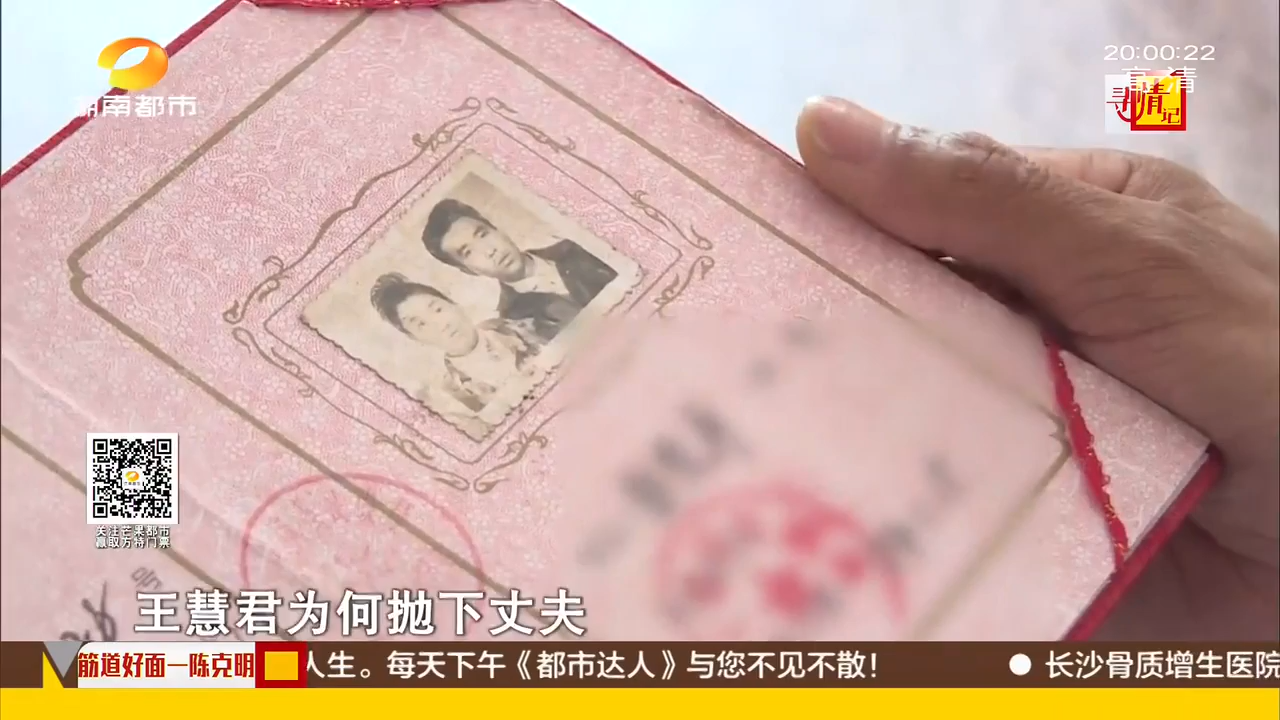 湖南都市
20:00:22
高清
寻情记
关注芒果都市
赢取方特门票
王慧君为何抛下丈夫
筋道好面一陈克明
人生。每天下午《都市达人》与您不见不散!
●长沙骨质增生医院